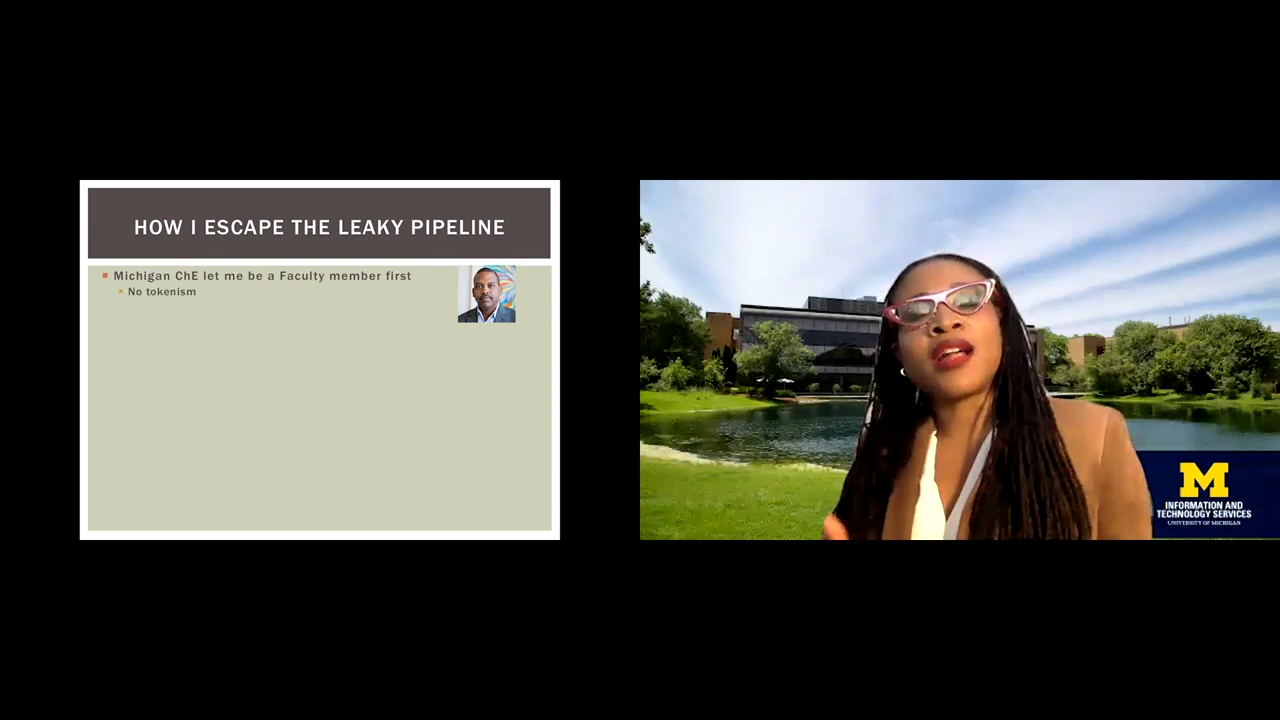 HOW I ESCAPE THE LEAKY PIPELINE
Michigan ChE let me be a Faculty member first
No tokenism
M
INFORMATION AND
TECHNOLOGY SERVICES
UNIVERSITY OF MICHIGAN